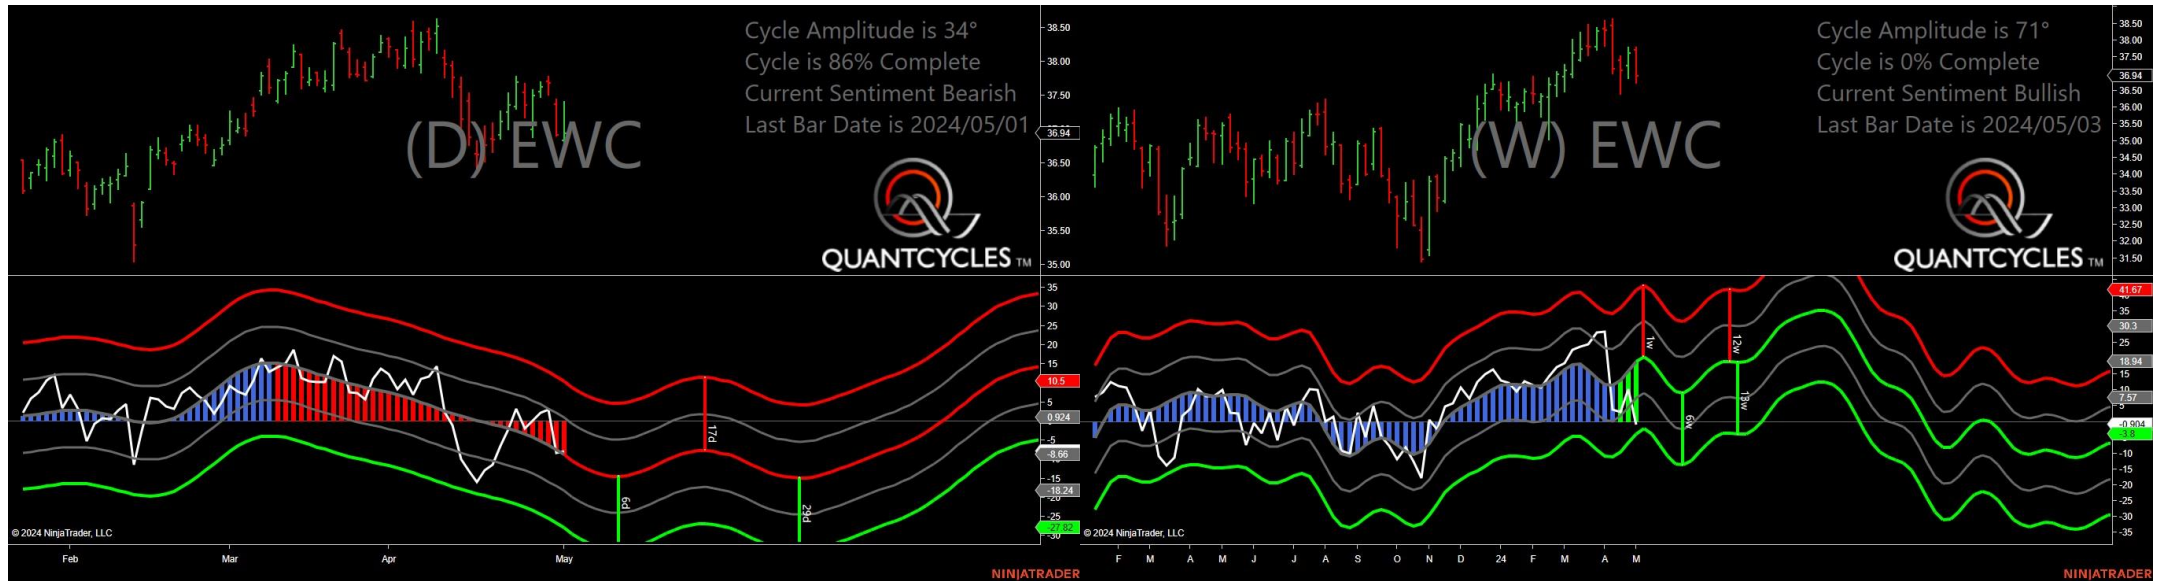 Cycle Amplitude is 34°
Cycle is 86% Complete
Current Sentiment Bearish
Last Bar Date is 2024/05/01
(D) EWC
QUANTCYCLES TM
38.50
38.00
37.50
36.94
36.50
36.00
35.50
35.00
35
30
25
20
15
10.5
0.924
-5
-8.66
-15
-18.24
-25
-27.82
-30
6d
17d
29d
© 2024 NinjaTrader, LLC
Feb Mar Apr May
NINJATRADER
Cycle Amplitude is 71°
Cycle is 0% Complete
Current Sentiment Bullish
Last Bar Date is 2024/05/03
(W) EWC
QUANTCYCLES TM
38.50
38.00
37.50
36.94
36.50
36.00
35.50
35.00
34.50
34.00
33.50
33.00
32.50
32.00
31.50
41.67
30.3
25
18.94
15
10
7.57
5
-0.904
-3.8
-10
-15
-20
-25
-30
-35
1w
6w
12w
13w
© 2024 NinjaTrader, LLC
F M A M J J A S O N D 24 F M A M
NINJATRADER